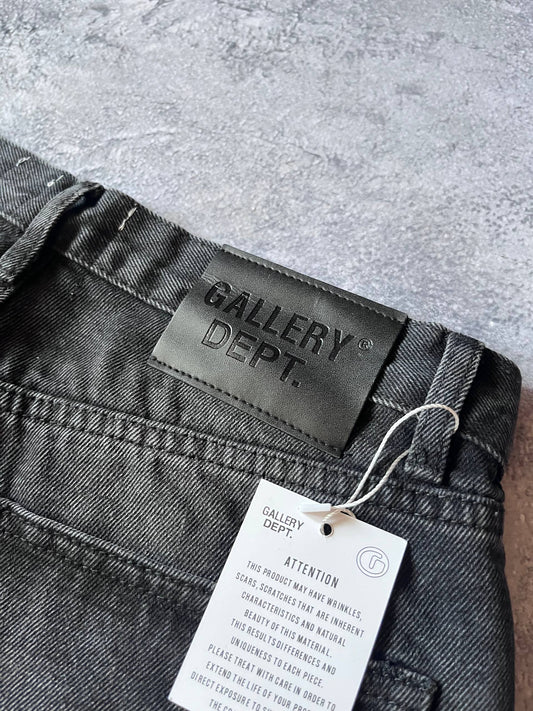 GALLERY ®
DEPT.
GALLERY
DEPT.
G
ATTENTION
THIS PRODUCT MAY HAVE WRINKLES,
SCARS, SCRATCHES THAT ARE INHERENT
CHARACTERISTICS AND NATURAL
BEAUTY OF THIS MATERIAL.
THIS RESULTS DIFFERENCES AND
UNIQUENESS TO EACH PIECE.
PLEASE TREAT WITH CARE IN ORDER TO
EXTEND THE LIFE OF YOUR
DIRECT EXPOSURE TO
THE